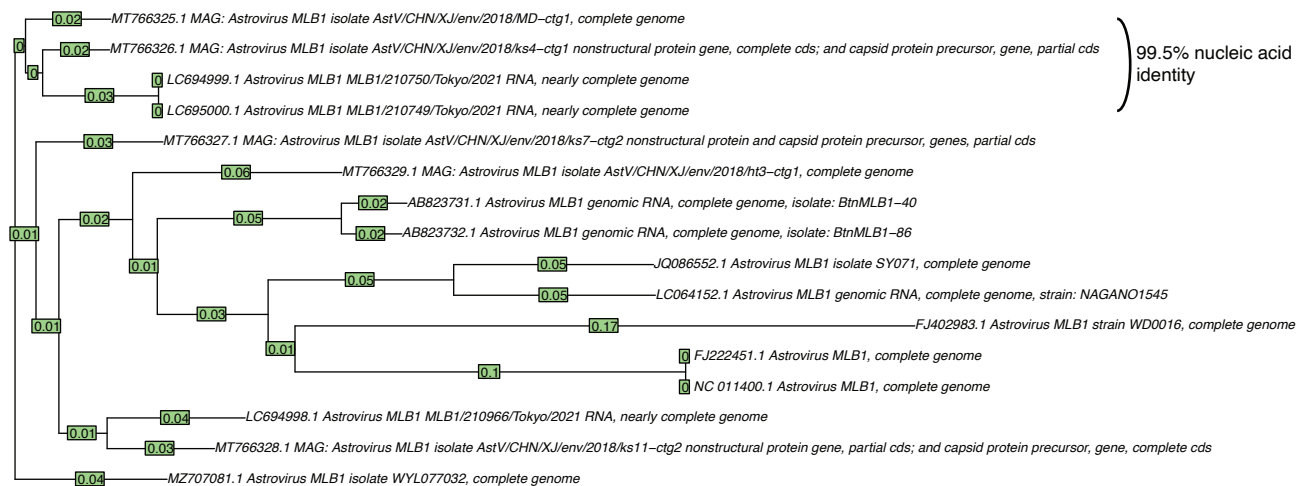 0.02 MT766325.1 MAG: Astrovirus MLB1 isolate AstV/CHN/XJ/env/2018/MD-ctg1, complete genome
0
0.02 MT766326.1 MAG: Astrovirus MLB1 isolate AstV/CHN/XJ/env/2018/ks4-ctg1 nonstructural protein gene, complete cds; and capsid protein precursor, gene, partial cds
99.5% nucleic acid
identity
0
0 LC694999.1 Astrovirus MLB1 MLB1/210750/Tokyo/2021 RNA, nearly complete genome
0.03
0 LC695000.1 Astrovirus MLB1 MLB1/210749/Tokyo/2021 RNA, nearly complete genome
0.03 MT766327.1 MAG: Astrovirus MLB1 isolate AstV/CHN/XJ/env/2018/ks7-ctg2 nonstructural protein and capsid protein precursor, genes, partial cds
0.06 MT766329.1 MAG: Astrovirus MLB1 isolate AstV/CHN/XJ/env/2018/ht3-ctg1, complete genome
0.02 AB823731.1 Astrovirus MLB1 genomic RNA, complete genome, isolate: BtnMLB1-40
0.02 0.05
0.01 0.02 AB823732.1 Astrovirus MLB1 genomic RNA, complete genome, isolate: BtnMLB1-86
0.01 0.05 JQ086552.1 Astrovirus MLB1 isolate SY071, complete genome
0.05
0.05 LC064152.1 Astrovirus MLB1 genomic RNA, complete genome, strain: NAGANO1545
0.03
0.01 0.17 FJ402983.1 Astrovirus MLB1 strain WD0016, complete genome
0.01
0 FJ222451.1 Astrovirus MLB1, complete genome
0.1
0 NC 011400.1 Astrovirus MLB1, complete genome
0.04 LC694998.1 Astrovirus MLB1 MLB1/210966/Tokyo/2021 RNA, nearly complete genome
0.01
0.03 MT766328.1 MAG: Astrovirus MLB1 isolate AstV/CHN/XJ/env/2018/ks11-ctg2 nonstructural protein gene, partial cds; and capsid protein precursor, gene, complete cds
0.04 MZ707081.1 Astrovirus MLB1 isolate WYL077032, complete genome